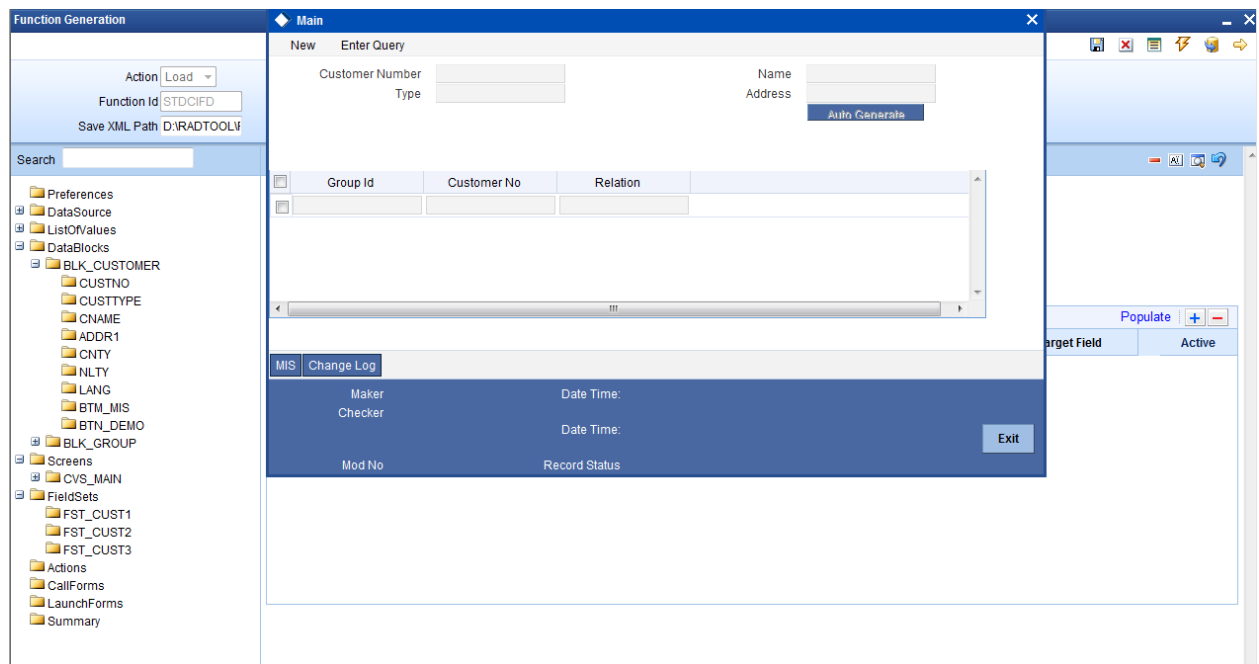 Function Generation
Action Load
Function Id STDCIFD
Save XML Path D:\RADTOOL\F
Search
Preferences
DataSource
ListOfValues
DataBlocks
BLK_CUSTOMER
CUSTNO
CUSTTYPE
CNAME
ADDR1
CNTY
NLTY
LANG
BTM_MIS
BTN_DEMO
BLK_GROUP
Screens
CVS_MAIN
FieldSets
FST_CUST1
FST_CUST2
FST_CUST3
Actions
CallForms
LaunchForms
Summary
Main
New Enter Query
Customer Number Name
Type Address
Auto Generate
Group Id Customer No Relation
MIS Change Log
Maker Date Time:
Checker
Date Time:
Exit
Mod No Record Status
Populate
arget Field Active